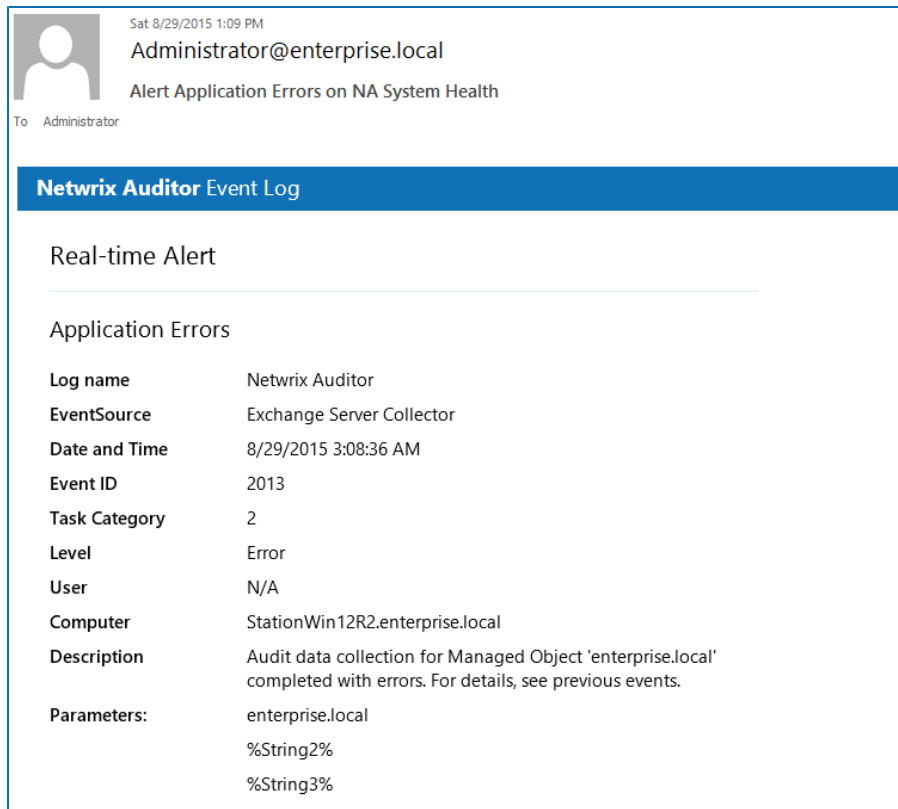 Sat 8/29/2015 1:09 PM
Administrator@enterprise.local
Alert Application Errors on NA System Health
To Administrator
Netwrix Auditor Event Log
Real-time Alert
Application Errors
Log name Netwrix Auditor
EventSource Exchange Server Collector
Date and Time 8/29/2015 3:08:36 AM
Event ID 2013
Task Category 2
Level Error
User N/A
Computer StationWin12R2.enterprise.local
Description Audit data collection for Managed Object 'enterprise.local'
completed with errors. For details, see previous events.
Parameters: enterprise.local
%String2%
%String3%